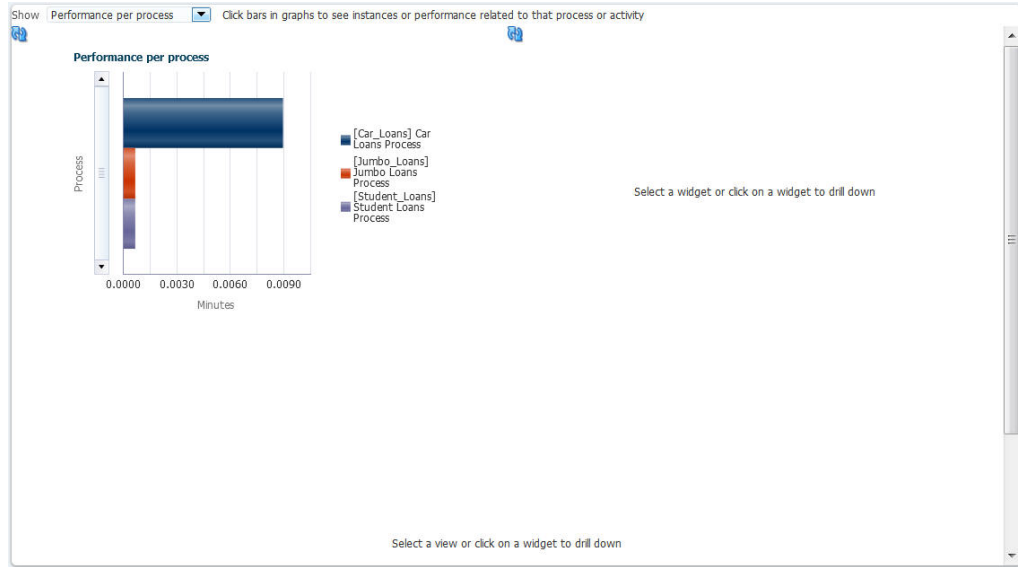 Show Performance per process Click bars in graphs to see instances or performance related to that process or activity
Performance per process
Process
[Car_Loans] Car
Loans Process
[Jumbo_Loans]
Jumbo Loans
Process
[Student_Loans]
Student Loans
Process
0.0000 0.0030 0.0060 0.0090
Minutes
Select a widget or click on a widget to drill down
Select a view or click on a widget to drill down